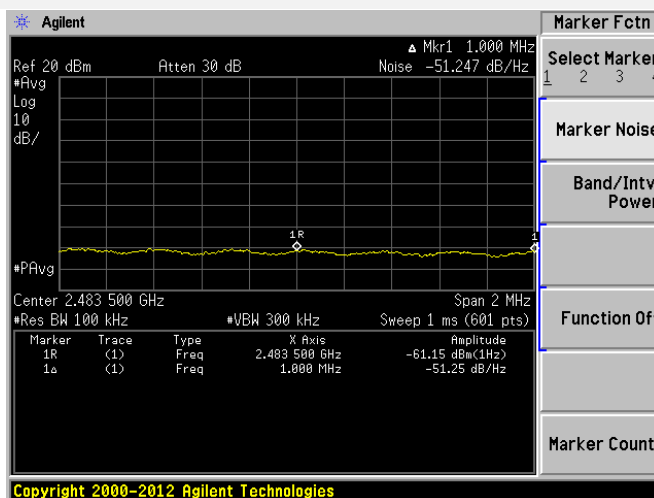 Agilent
Marker Fctn
Δ Mkr1 1.000 MHz
Ref 20 dBm Atten 30 dB Noise -51.247 dB/Hz
#Avg
Log
10
dB/
1R
1
#PAvg
Center 2.483 500 GHz Span 2 MHz
#Res BW 100 kHz #VBW 300 kHz Sweep 1 ms (601 pts)
Marker Trace Type X Axis Amplitude
1R (1) Freq 2.483 500 GHz -61.15 dBm(1Hz)
1Δ (1) Freq 1.000 MHz -51.25 dB/Hz
Copyright 2000-2012 Agilent Technologies
Select Marker
1 2 3 4
Marker Noise
Band/Intv
Power
Function Of
Marker Count